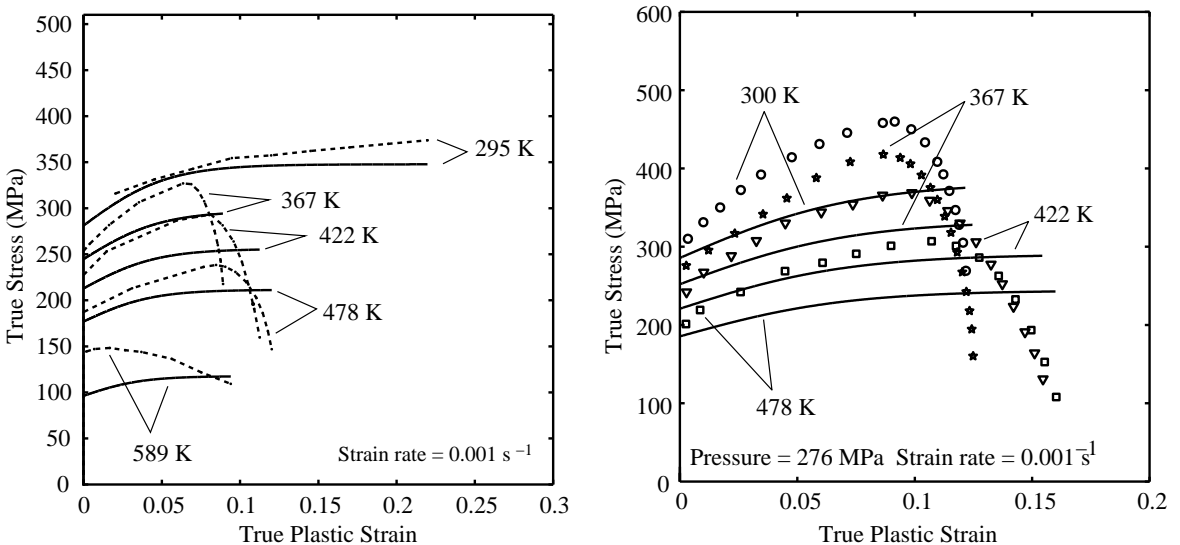 500
450
400
350
300
250
200
150
100
50
0
True Stress (MPa)
295 K
367 K
422 K
478 K
589 K
Strain rate = 0.001 s −1
0 0.05 0.1 0.15 0.2 0.25 0.3
True Plastic Strain
600
500
400
300
200
100
0
True Stress (MPa)
300 K
367 K
422 K
478 K
Pressure = 276 MPa Strain rate = 0.001 s−1
0 0.05 0.1 0.15 0.2
True Plastic Strain